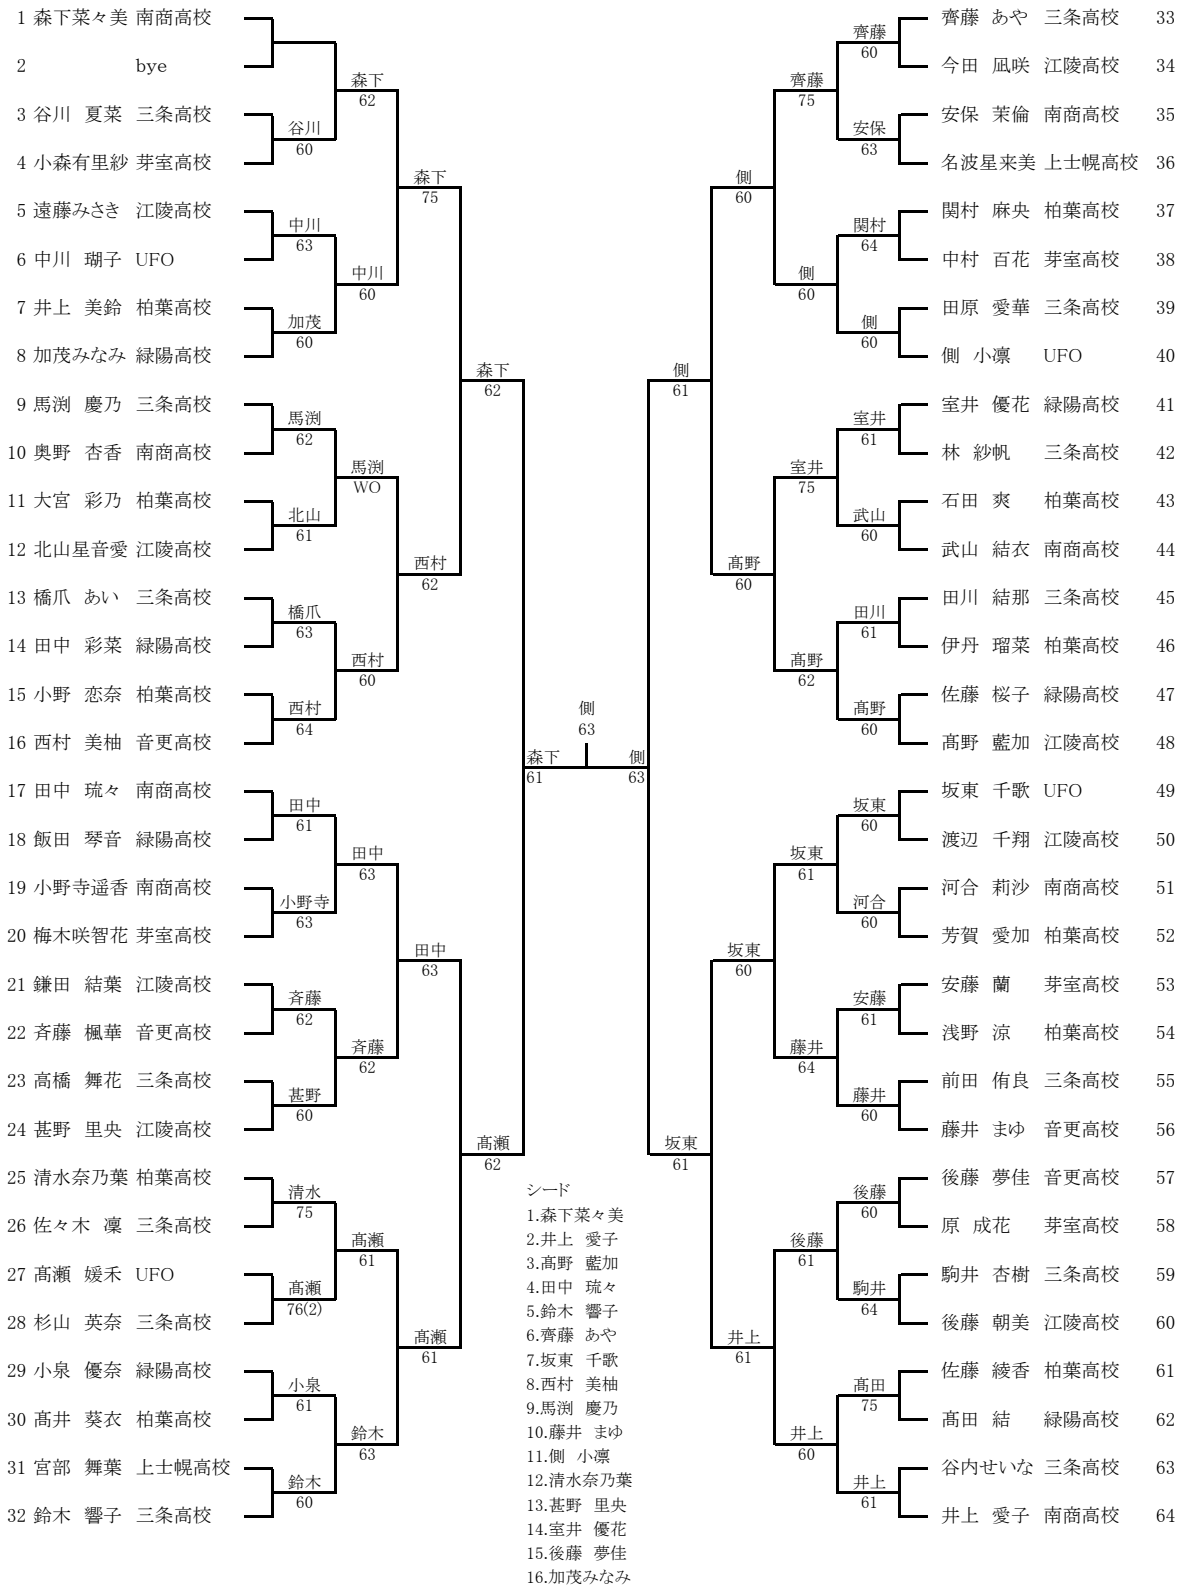 1 森下菜々美 南商高校
2 bye
3 谷川 夏菜 三条高校
4 小森有里紗 芽室高校
5 遠藤みさき 江陵高校
6 中川 瑚子 UFO
7 井上 美鈴 柏葉高校
8 加茂みなみ 緑陽高校
9 馬渕 慶乃 三条高校
10 奥野 杏香 南商高校
11 大宮 彩乃 柏葉高校
12 北山星音愛 江陵高校
13 橋爪 あい 三条高校
14 田中 彩菜 緑陽高校
15 小野 恋奈 柏葉高校
16 西村 美柚 音更高校
17 田中 琉々 南商高校
18 飯田 琴音 緑陽高校
19 小野寺遥香 南商高校
20 梅木咲智花 芽室高校
21 鎌田 結葉 江陵高校
22 斉藤 楓華 音更高校
23 高橋 舞花 三条高校
24 甚野 里央 江陵高校
25 清水奈乃葉 柏葉高校
26 佐々木 凜 三条高校
27 髙瀬 媛禾 UFO
28 杉山 英奈 三条高校
29 小泉 優奈 緑陽高校
30 髙井 葵衣 柏葉高校
31 宮部 舞葉 上士幌高校
32 鈴木 響子 三条高校
谷川
60
中川
63
加茂
60
馬渕
62
北山
61
橋爪
63
西村
64
田中
61
小野寺
63
斉藤
62
甚野
60
清水
75
髙瀬
76(2)
小泉
61
鈴木
60
森下
62
中川
60
馬渕
WO
西村
60
田中
63
斉藤
62
髙瀬
61
鈴木
63
森下
75
西村
62
田中
63
髙瀬
61
森下
62
髙瀬
62
森下
61
側
63
側
63
側
61
坂東
61
側
60
髙野
60
坂東
60
井上
61
齊藤
75
側
60
室井
75
髙野
62
坂東
61
藤井
64
後藤
61
井上
60
齊藤
60
安保
63
関村
64
側
60
室井
61
武山
60
田川
61
髙野
60
坂東
60
河合
60
安藤
61
藤井
60
後藤
60
駒井
64
髙田
75
井上
61
齊藤 あや 三条高校 33
今田 凪咲 江陵高校 34
安保 茉倫 南商高校 35
名波星来美 上士幌高校 36
関村 麻央 柏葉高校 37
中村 百花 芽室高校 38
田原 愛華 三条高校 39
側 小凛 UFO 40
室井 優花 緑陽高校 41
林 紗帆 三条高校 42
石田 爽 柏葉高校 43
武山 結衣 南商高校 44
田川 結那 三条高校 45
伊丹 瑠菜 柏葉高校 46
佐藤 桜子 緑陽高校 47
髙野 藍加 江陵高校 48
坂東 千歌 UFO 49
渡辺 千翔 江陵高校 50
河合 莉沙 南商高校 51
芳賀 愛加 柏葉高校 52
安藤 蘭 芽室高校 53
浅野 涼 柏葉高校 54
前田 侑良 三条高校 55
藤井 まゆ 音更高校 56
後藤 夢佳 音更高校 57
原 成花 芽室高校 58
駒井 杏樹 三条高校 59
後藤 朝美 江陵高校 60
佐藤 綾香 柏葉高校 61
髙田 結 緑陽高校 62
谷内せいな 三条高校 63
井上 愛子 南商高校 64
シード
1.森下菜々美
2.井上 愛子
3.髙野 藍加
4.田中 琉々
5.鈴木 響子
6.齊藤 あや
7.坂東 千歌
8.西村 美柚
9.馬渕 慶乃
10.藤井 まゆ
11.側 小凛
12.清水奈乃葉
13.甚野 里央
14.室井 優花
15.後藤 夢佳
16.加茂みなみ